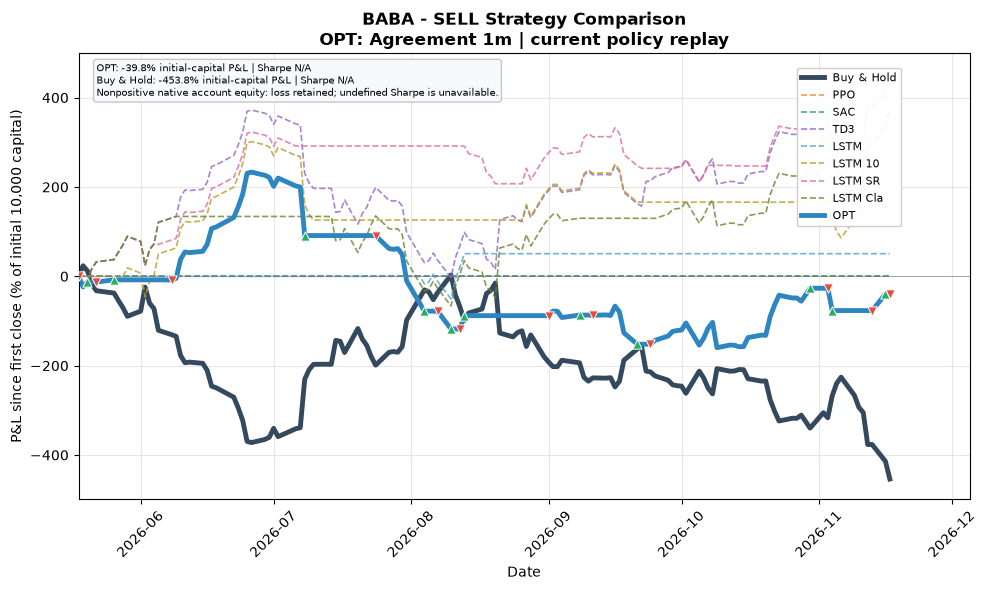 BABA - SELL Strategy Comparison
OPT: Agreement 1m | current policy replay
OPT: -39.8% initial-capital P&L | Sharpe N/A
Buy & Hold: -453.8% initial-capital P&L | Sharpe N/A
Nonpositive native account equity: loss retained; undefined Sharpe is unavailable.
Buy & Hold
PPO
SAC
TD3
LSTM
LSTM 10
LSTM SR
LSTM Cla
OPT
P&L since first close (% of initial 10,000 capital)
400
200
0
−200
−400
2026-06
2026-07
2026-08
2026-09
2026-10
2026-11
2026-12
Date